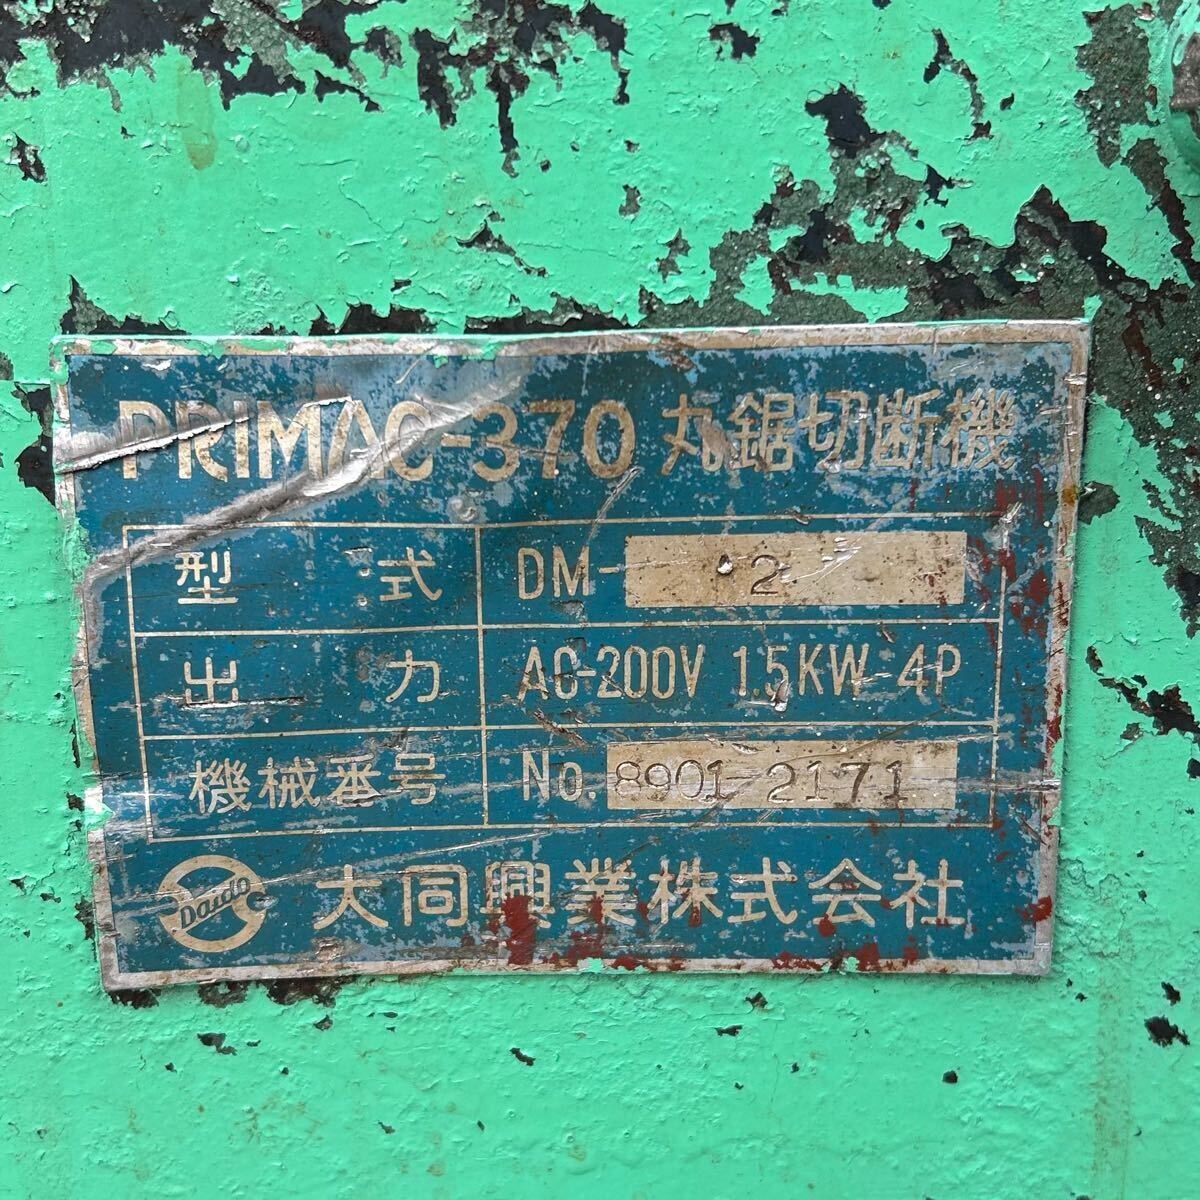 PRIMAC-370 丸鋸切断機
型式 DM- 2
出力 AC-200V 1.5KW 4P
機械番号 No. 8901-2171
Daido 大同興業株式会社